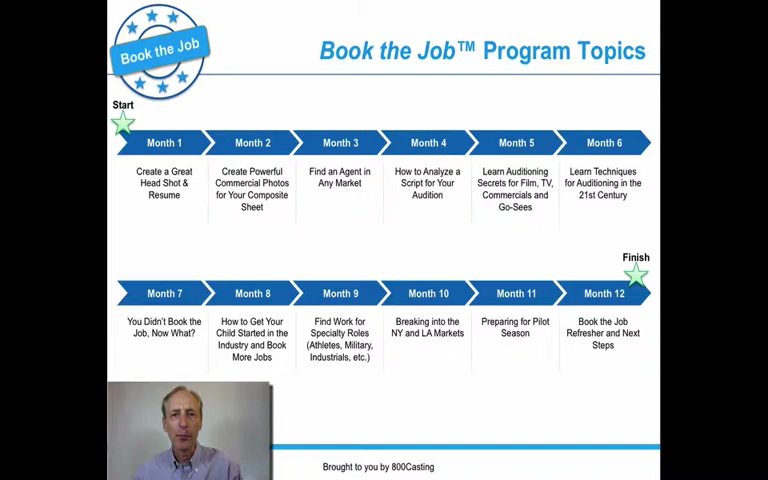 Book the Job
Book the Job™ Program Topics
Start
Month 1
Month 2
Month 3
Month 4
Month 5
Month 6
Create a Great
Head Shot &
Resume
Create Powerful
Commercial Photos
for Your Composite
Sheet
Find an Agent in
Any Market
How to Analyze a
Script for Your
Audition
Learn Auditioning
Secrets for Film, TV,
Commercials and
Go-Sees
Learn Techniques
for Auditioning in the
21st Century
Finish
Month 7
Month 8
Month 9
Month 10
Month 11
Month 12
You Didn't Book the
Job, Now What?
How to Get Your
Child Started in the
Industry and Book
More Jobs
Find Work for
Specialty Roles
(Athletes, Military,
Industrials, etc.)
Breaking into the
NY and LA Markets
Preparing for Pilot
Season
Book the Job
Refresher and Next
Steps
Brought to you by 800Casting